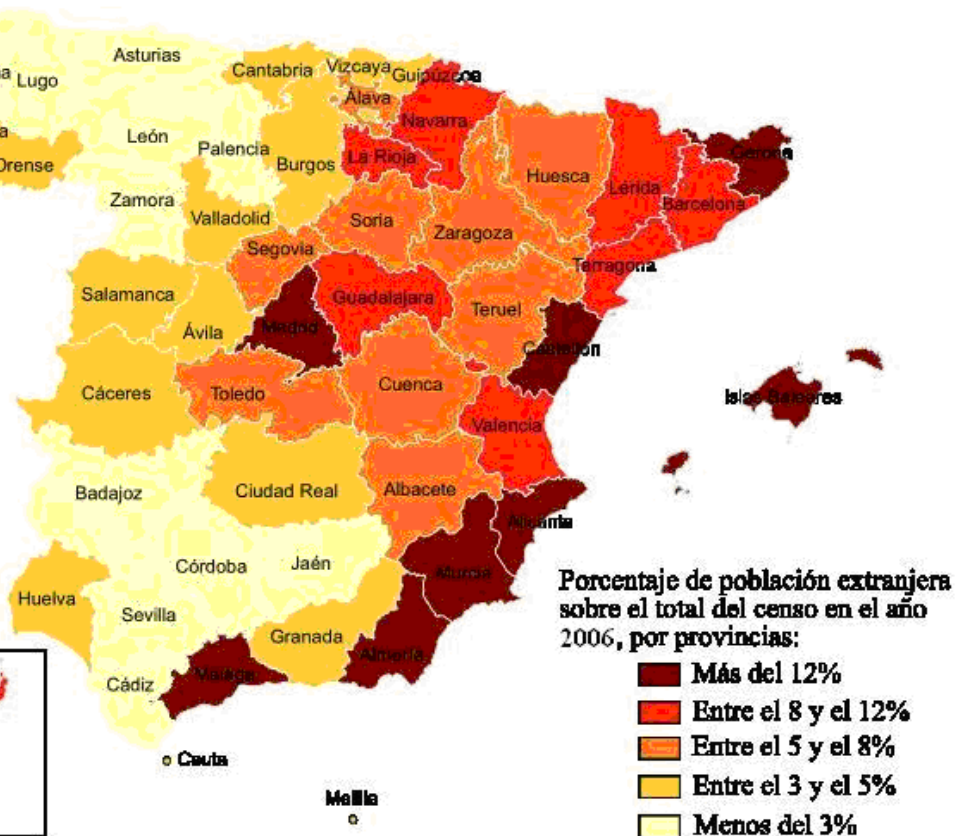 Asturias
Cantabria
Vizcaya
Guipúzcoa
a
Lugo
Álava
Navarra
a
León
Palencia
Burgos
La Rioja
Gerona
Orense
Huesca
Lérida
Zamora
Barcelona
Valladolid
Soria
Zaragoza
Segovia
Tarragona
Salamanca
Guadalajara
Teruel
Ávila
Madrid
Castellón
Cáceres
Toledo
Cuenca
Islas Baleares
Valencia
Badajoz
Ciudad Real
Albacete
Alicante
Córdoba
Jaén
Murcia
Huelva
Sevilla
Granada
Almería
Málaga
Cádiz
Ceuta
Melilla
Porcentaje de población extranjera
sobre el total del censo en el año
2006, por provincias:
Más del 12%
Entre el 8 y el 12%
Entre el 5 y el 8%
Entre el 3 y el 5%
Menos del 3%